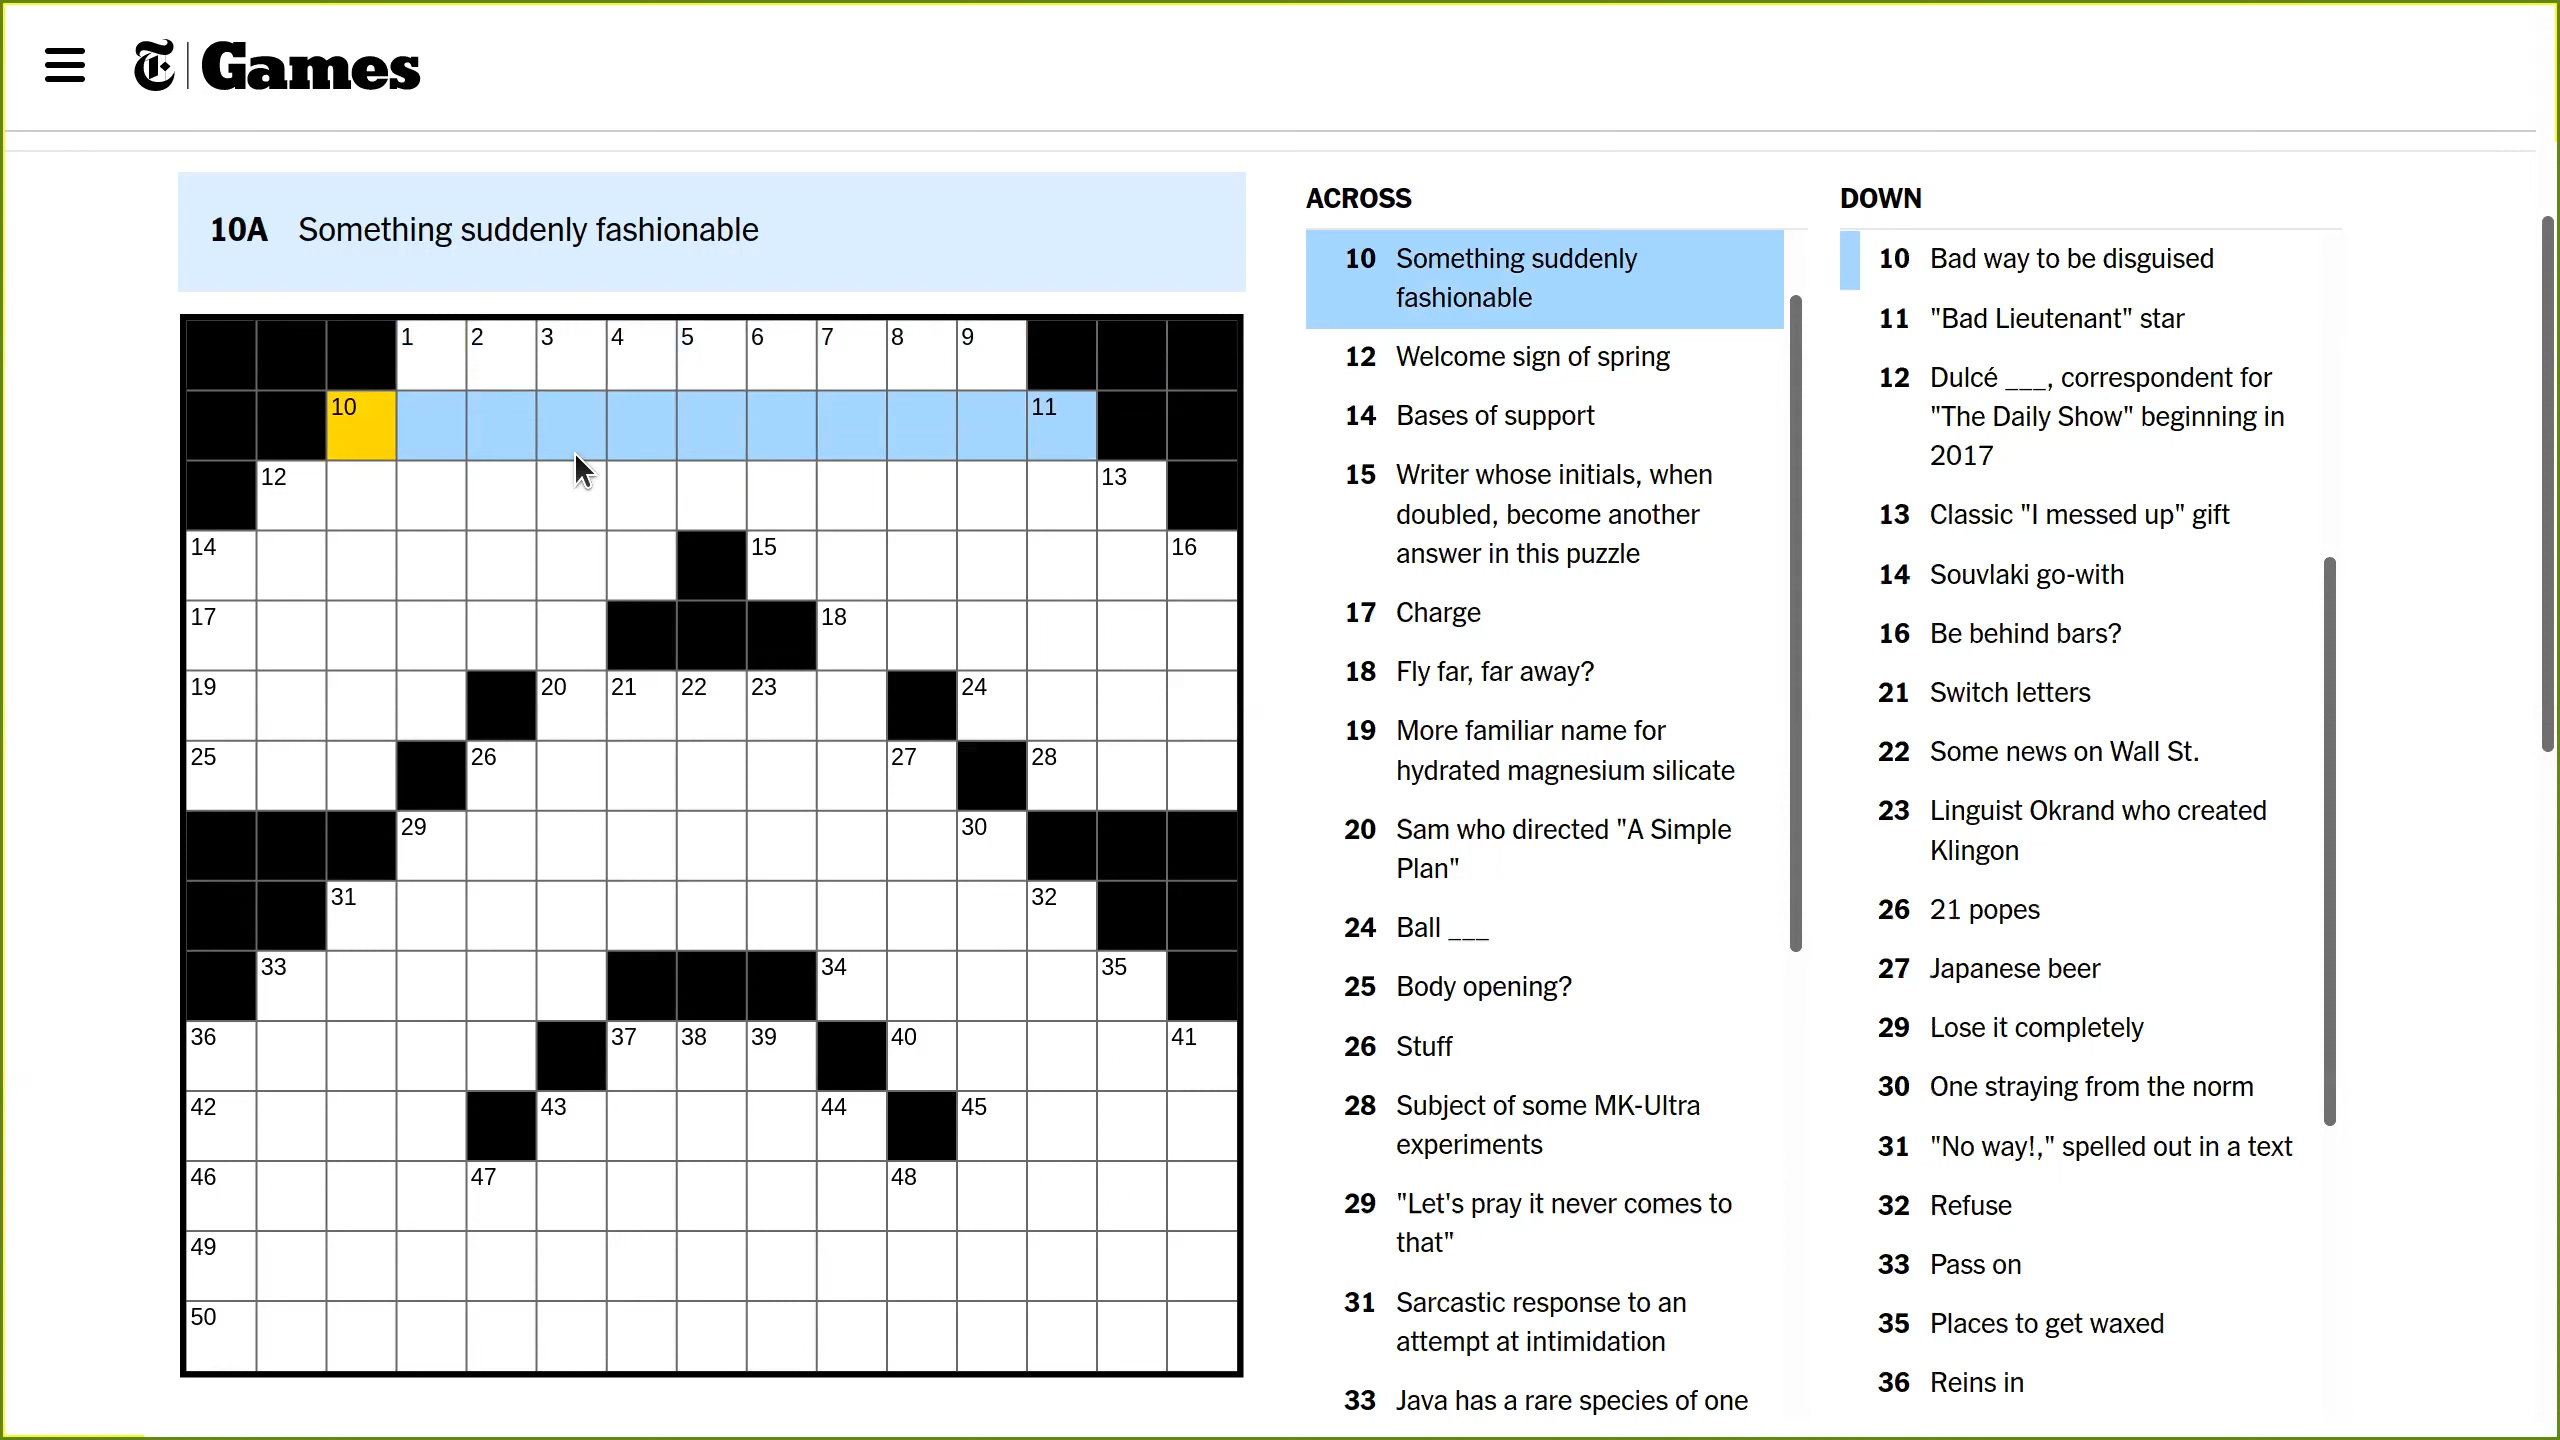 T Games
10A Something suddenly fashionable
1 2 3 4 5 6 7 8 9
10 11
12 13
14 15 16
17 18
19 20 21 22 23 24
25 26 27 28
29 30
31 32
33 34 35
36 37 38 39 40 41
42 43 44 45
46 47 48
49
50
ACROSS
10 Something suddenly
fashionable
12 Welcome sign of spring
14 Bases of support
15 Writer whose initials, when
doubled, become another
answer in this puzzle
17 Charge
18 Fly far, far away?
19 More familiar name for
hydrated magnesium silicate
20 Sam who directed "A Simple
Plan"
24 Ball ___
25 Body opening?
26 Stuff
28 Subject of some MK-Ultra
experiments
29 "Let's pray it never comes to
that"
31 Sarcastic response to an
attempt at intimidation
33 Java has a rare species of one
DOWN
10 Bad way to be disguised
11 "Bad Lieutenant" star
12 Dulcé ___, correspondent for
"The Daily Show" beginning in
2017
13 Classic "I messed up" gift
14 Souvlaki go-with
16 Be behind bars?
21 Switch letters
22 Some news on Wall St.
23 Linguist Okrand who created
Klingon
26 21 popes
27 Japanese beer
29 Lose it completely
30 One straying from the norm
31 "No way!," spelled out in a text
32 Refuse
33 Pass on
35 Places to get waxed
36 Reins in